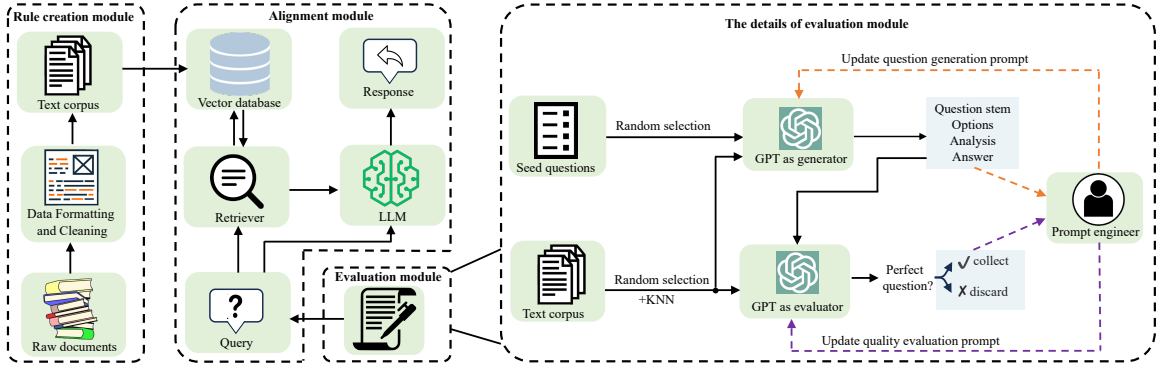 Rule creation module
Text corpus
Data Formatting
and Cleaning
Raw documents
Alignment module
Vector database
Response
Retriever
LLM
?
Query
Evaluation module
The details of evaluation module
Update question generation prompt
Seed questions
Random selection
GPT as generator
Question stem
Options
Analysis
Answer
Prompt engineer
Text corpus
Random selection
+KNN
GPT as evaluator
Perfect
question?
✓ collect
✗ discard
Update quality evaluation prompt